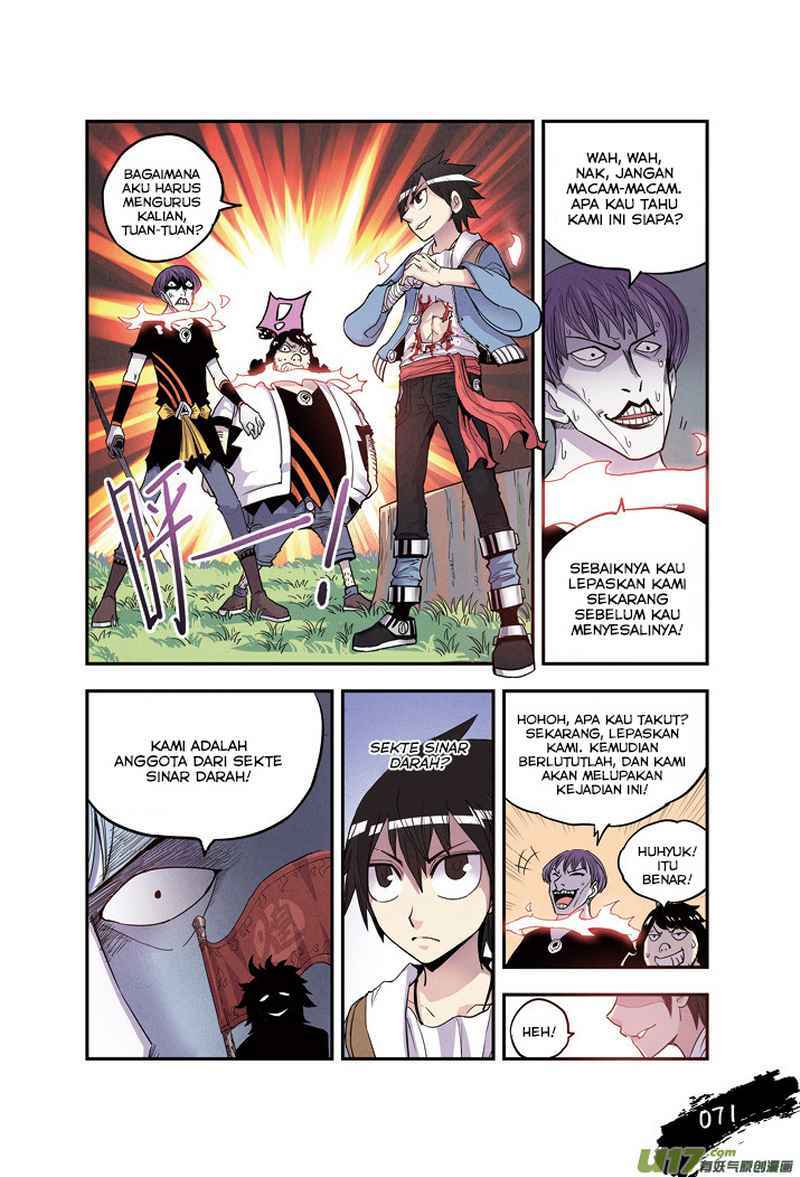 BAGAIMANA
AKU HARUS
MENGURUS
KALIAN,
TUAN-TUAN?
WAH, WAH,
NAK, JANGAN
MACAM-MACAM.
APA KAU TAHU
KAMI INI SIAPA?
!
呼一!
SEBAIKNYA KAU
LEPASKAN KAMI
SEKARANG
SEBELUM KAU
MENYESALINYA!
KAMI ADALAH
ANGGOTA DARI SEKTE
SINAR DARAH!
SEKTE SINAR
DARAH?
HOHOH, APA KAU TAKUT?
SEKARANG, LEPASKAN
KAMI. KEMUDIAN
BERLUTUTLAH, DAN KAMI
AKAN MELUPAKAN
KEJADIAN INI!
HUHYUK!
ITU
BENAR!
HEH!
071
U17.com
有妖气原创漫画